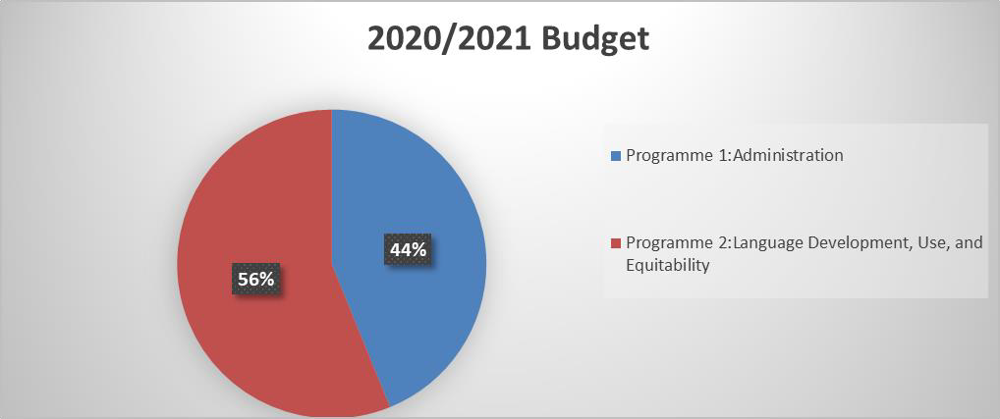 2020/2021 Budget
Programme 1:Administration
44%
Programme 2:Language Development, Use, and
Equitability
56%